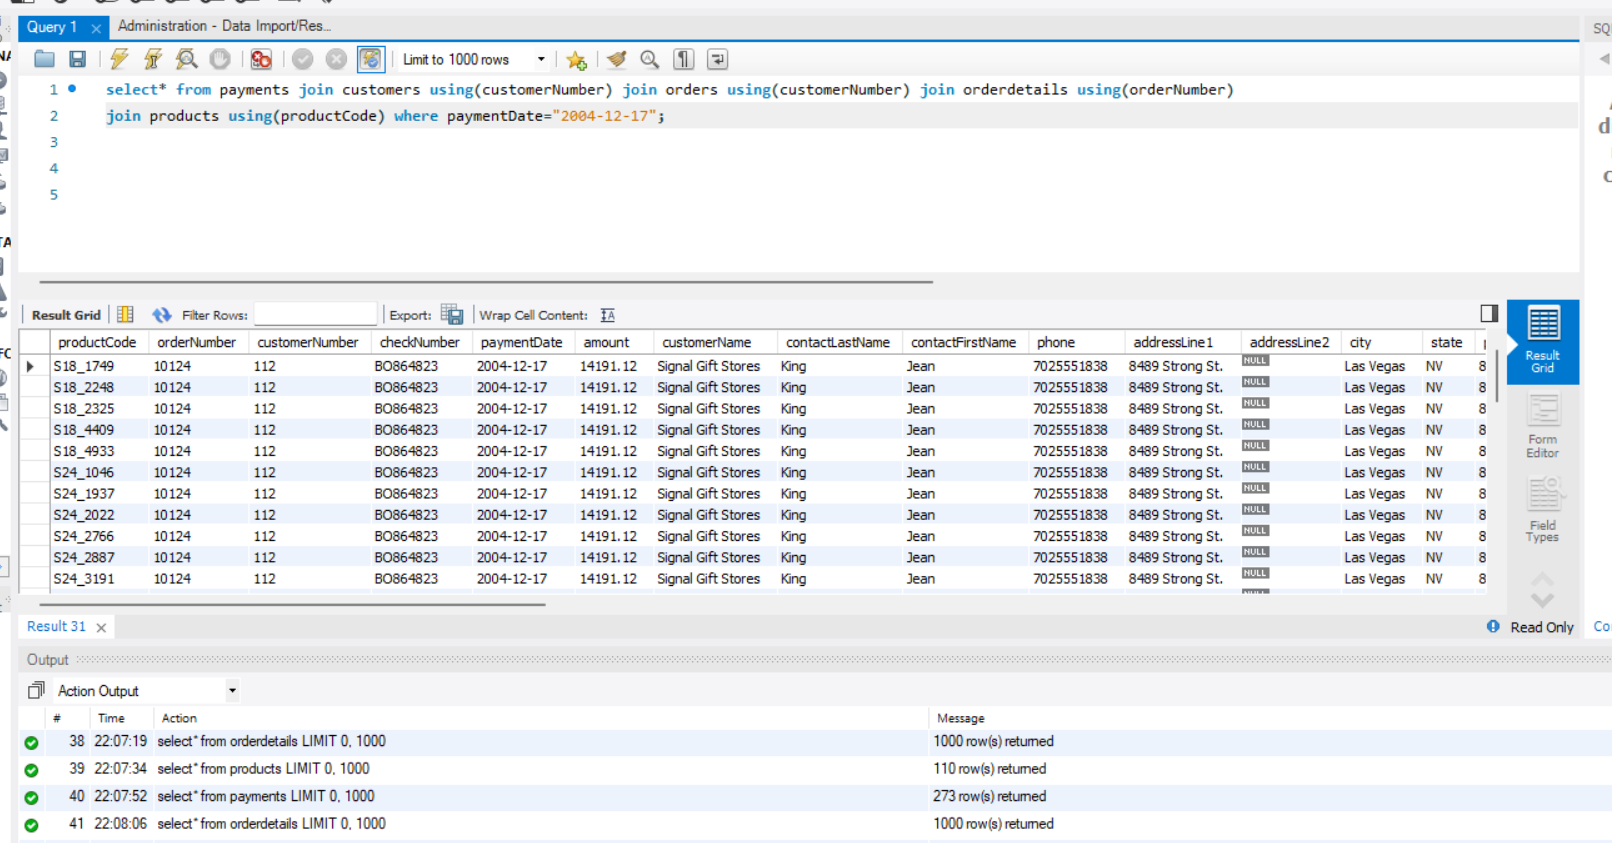 Query 1
Administration - Data Import/Res...
SQ
Limit to 1000 rows
1 select* from payments join customers using(customerNumber) join orders using(customerNumber) join orderdetails using(orderNumber)
2 join products using(productCode) where paymentDate="2004-12-17";
3
4
5
Result Grid Filter Rows: Export: Wrap Cell Content:
productCode orderNumber customerNumber checkNumber paymentDate amount customerName contactLastName contactFirstName phone addressLine1 addressLine2 city state
S18_1749 10124 112 BO864823 2004-12-17 14191.12 Signal Gift Stores King Jean 7025551838 8489 Strong St. NULL Las Vegas NV 8
S18_2248 10124 112 BO864823 2004-12-17 14191.12 Signal Gift Stores King Jean 7025551838 8489 Strong St. NULL Las Vegas NV 8
S18_2325 10124 112 BO864823 2004-12-17 14191.12 Signal Gift Stores King Jean 7025551838 8489 Strong St. NULL Las Vegas NV 8
S18_4409 10124 112 BO864823 2004-12-17 14191.12 Signal Gift Stores King Jean 7025551838 8489 Strong St. NULL Las Vegas NV 8
S18_4933 10124 112 BO864823 2004-12-17 14191.12 Signal Gift Stores King Jean 7025551838 8489 Strong St. NULL Las Vegas NV 8
S24_1046 10124 112 BO864823 2004-12-17 14191.12 Signal Gift Stores King Jean 7025551838 8489 Strong St. NULL Las Vegas NV 8
S24_1937 10124 112 BO864823 2004-12-17 14191.12 Signal Gift Stores King Jean 7025551838 8489 Strong St. NULL Las Vegas NV 8
S24_2022 10124 112 BO864823 2004-12-17 14191.12 Signal Gift Stores King Jean 7025551838 8489 Strong St. NULL Las Vegas NV 8
S24_2766 10124 112 BO864823 2004-12-17 14191.12 Signal Gift Stores King Jean 7025551838 8489 Strong St. NULL Las Vegas NV 8
S24_2887 10124 112 BO864823 2004-12-17 14191.12 Signal Gift Stores King Jean 7025551838 8489 Strong St. NULL Las Vegas NV 8
S24_3191 10124 112 BO864823 2004-12-17 14191.12 Signal Gift Stores King Jean 7025551838 8489 Strong St. NULL Las Vegas NV 8
Result
Grid
Form
Editor
Field
Types
Result 31
Read Only
Output
Action Output
# Time Action Message
38 22:07:19 select* from orderdetails LIMIT 0, 1000 1000 row(s) returned
39 22:07:34 select* from products LIMIT 0, 1000 110 row(s) returned
40 22:07:52 select* from payments LIMIT 0, 1000 273 row(s) returned
41 22:08:06 select* from orderdetails LIMIT 0, 1000 1000 row(s) returned